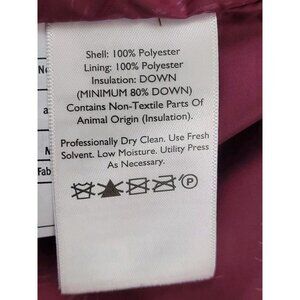 Shell: 100% Polyester
Lining: 100% Polyester
Insulation: DOWN
(MINIMUM 80% DOWN)
Contains Non-Textile Parts Of
Animal Origin (Insulation).
Professionally Dry Clean. Use Fresh
Solvent. Low Moisture. Utility Press
As Necessary.
P